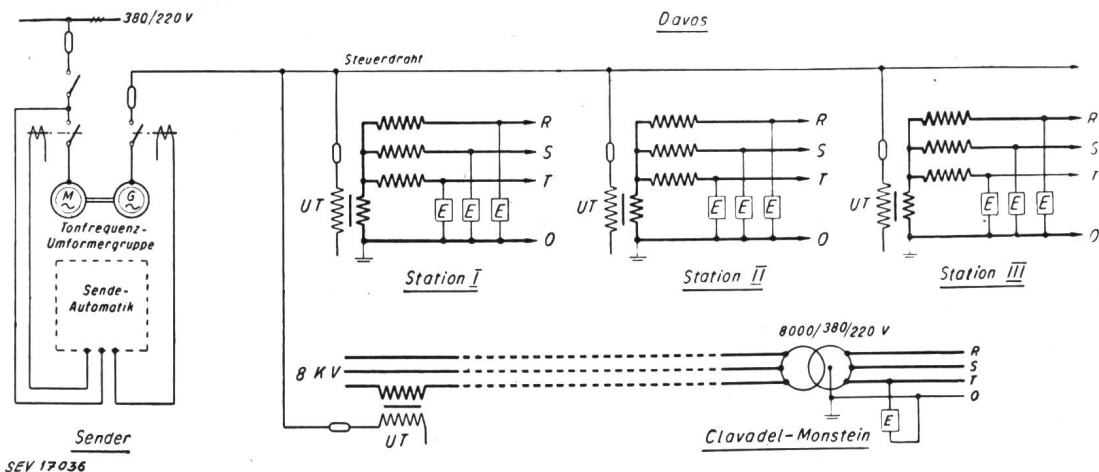 380/220 V
Davos
Steuerdraht
R
S
T
UT
E E E
O
Station I
R
S
T
UT
E E E
O
Station II
R
S
T
UT
E E E
O
Station III
M
G
Tonfrequenz-
Umformergruppe
Sende-
Automatik
Sender
8 KV
UT
8000/380/220 V
R
S
T
O
E
Clavadel-Monstein
SEV 17036